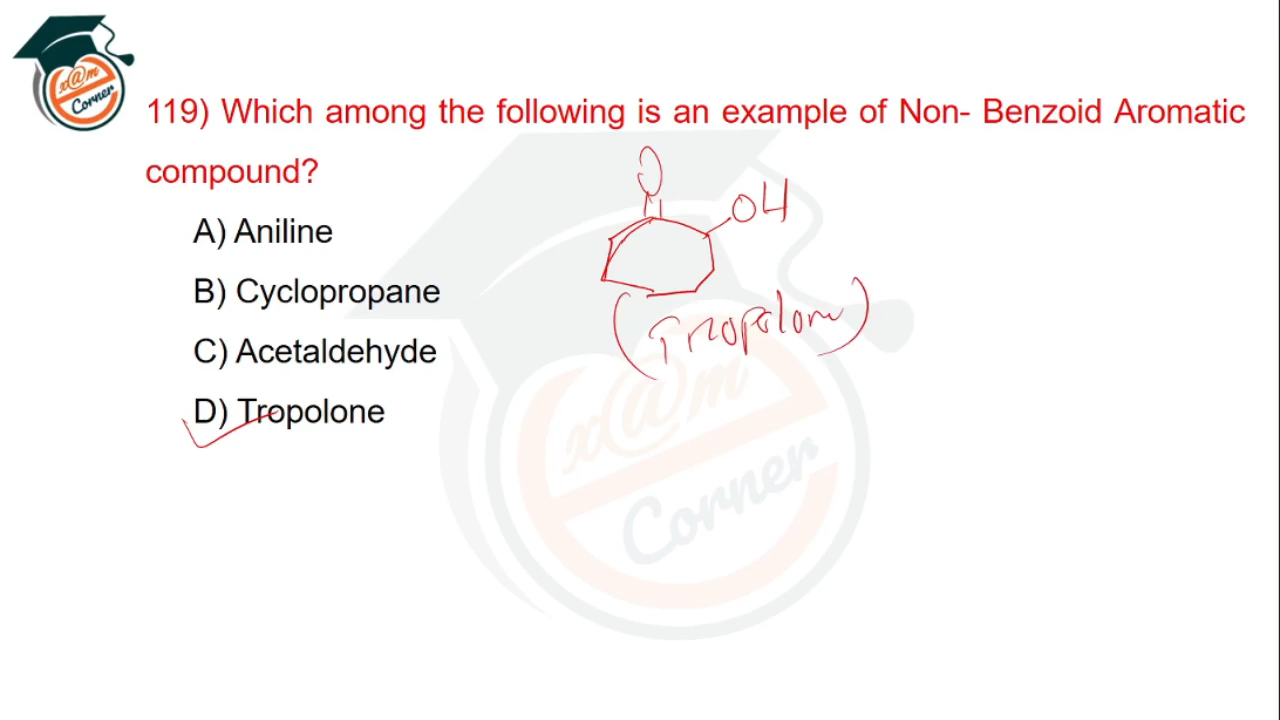 x@m
Corner
119) Which among the following is an example of Non- Benzoid Aromatic
compound?
O
OH
A) Aniline
B) Cyclopropane
(Tropolone)
C) Acetaldehyde
D) Tropolone
x@m
Corner